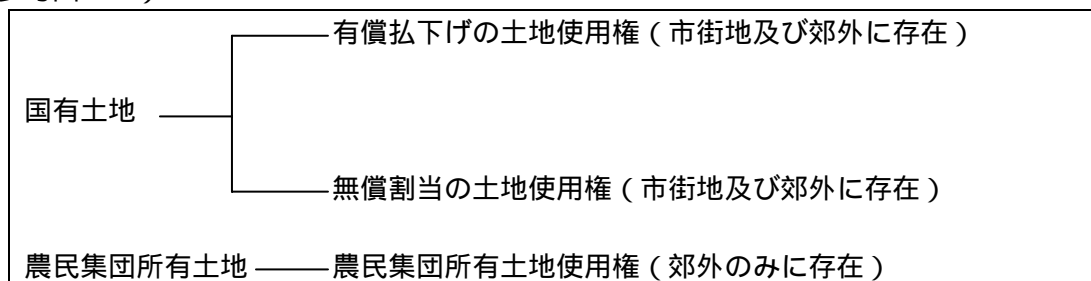 有償払下げの土地使用権（市街地及び郊外に存在）
国有土地
無償割当の土地使用権（市街地及び郊外に存在）
農民集団所有土地 農民集団所有土地使用権（郊外のみに存在）